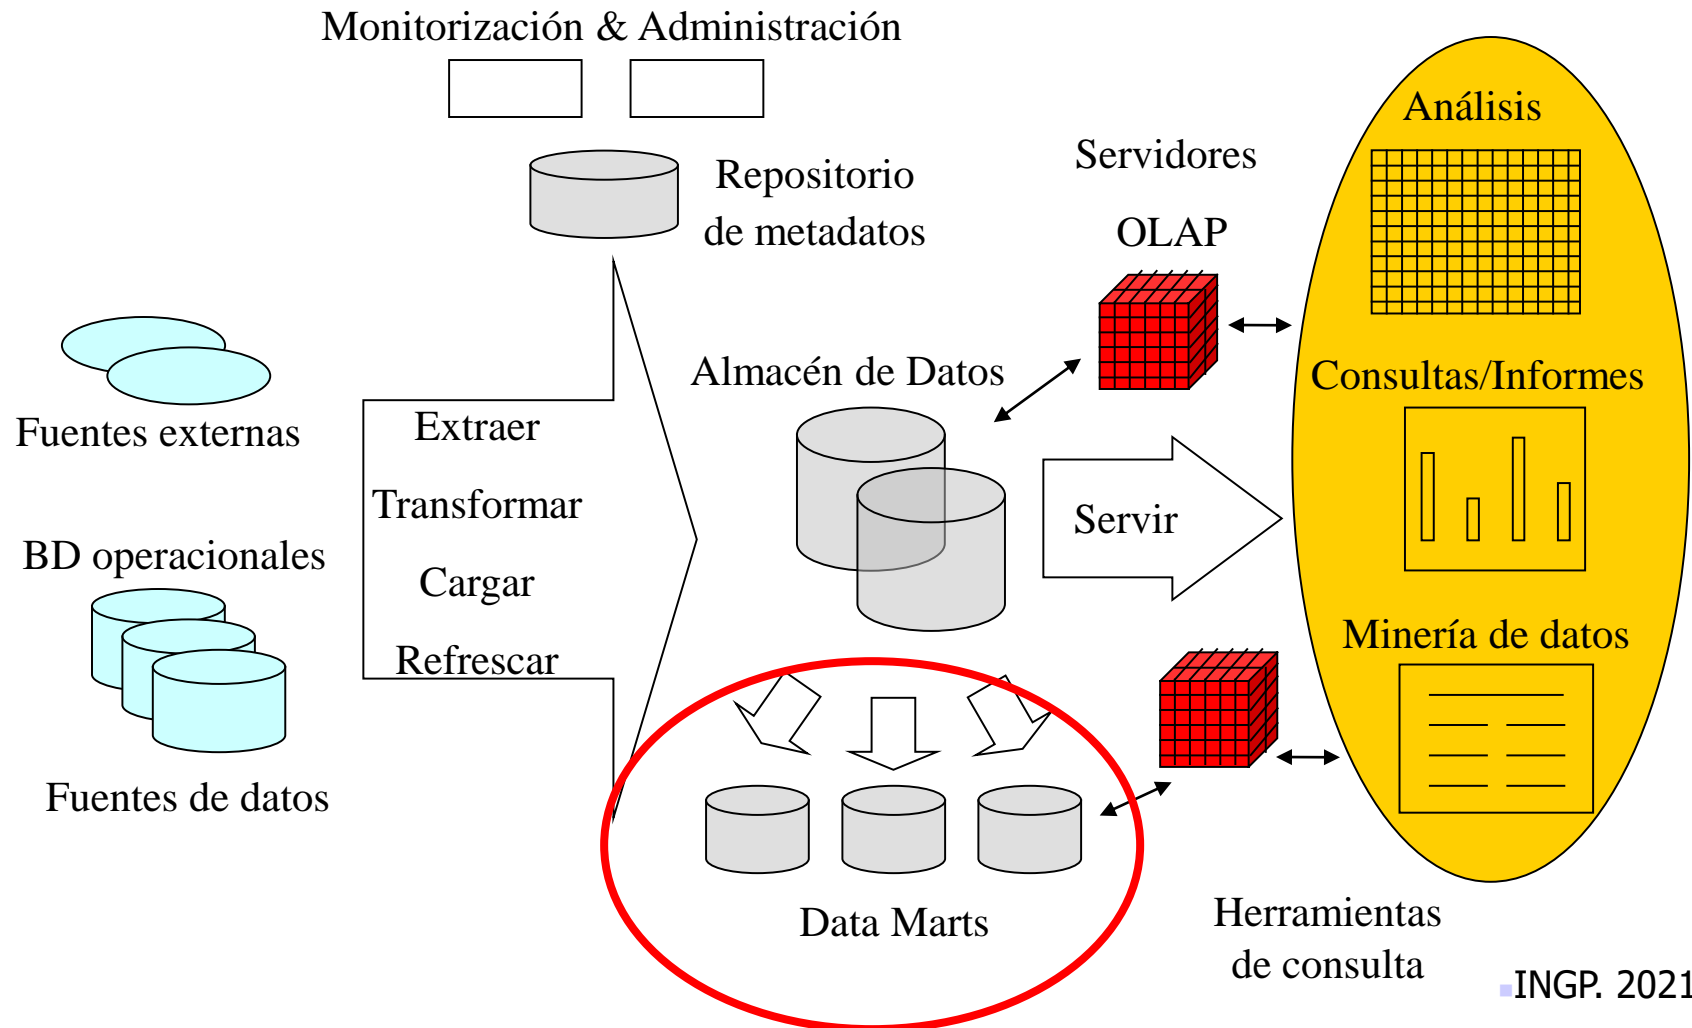 Monitorización & Administración
Repositorio
de metadatos
Servidores
OLAP
Análisis
Fuentes externas
Extraer
Transformar
Cargar
Refrescar
Almacén de Datos
Consultas/Informes
BD operacionales
Servir
Minería de datos
Fuentes de datos
Data Marts
Herramientas
de consulta
INGP. 2021